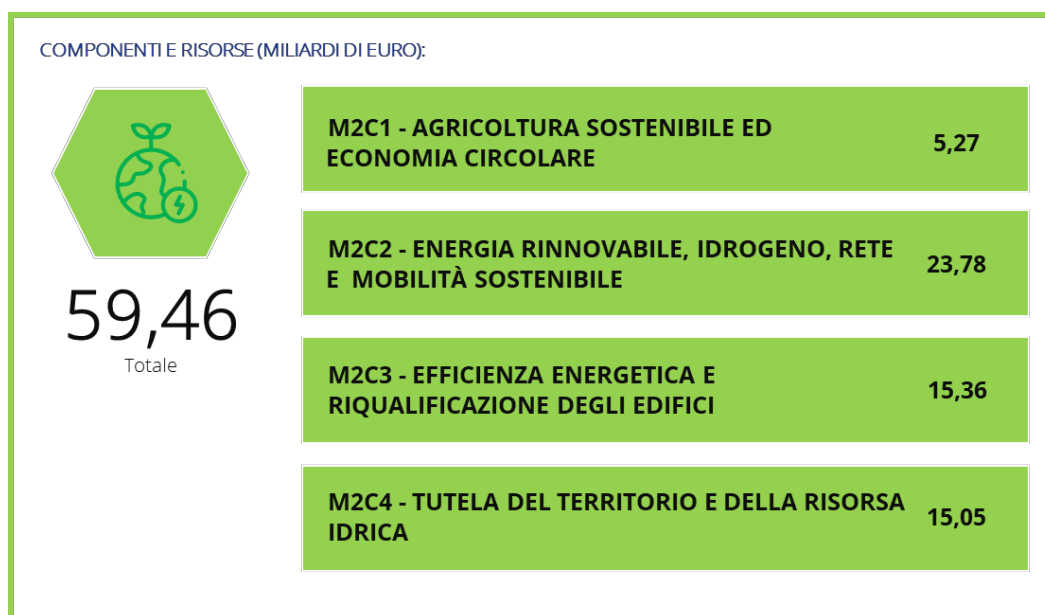 COMPONENTI E RISORSE (MILIARDI DI EURO):
59,46
Totale
M2C1 - AGRICOLTURA SOSTENIBILE ED
ECONOMIA CIRCOLARE
5,27
M2C2 - ENERGIA RINNOVABILE, IDROGENO, RETE
E MOBILITÀ SOSTENIBILE
23,78
M2C3 - EFFICIENZA ENERGETICA E
RIQUALIFICAZIONE DEGLI EDIFICI
15,36
M2C4 - TUTELA DEL TERRITORIO E DELLA RISORSA
IDRICA
15,05